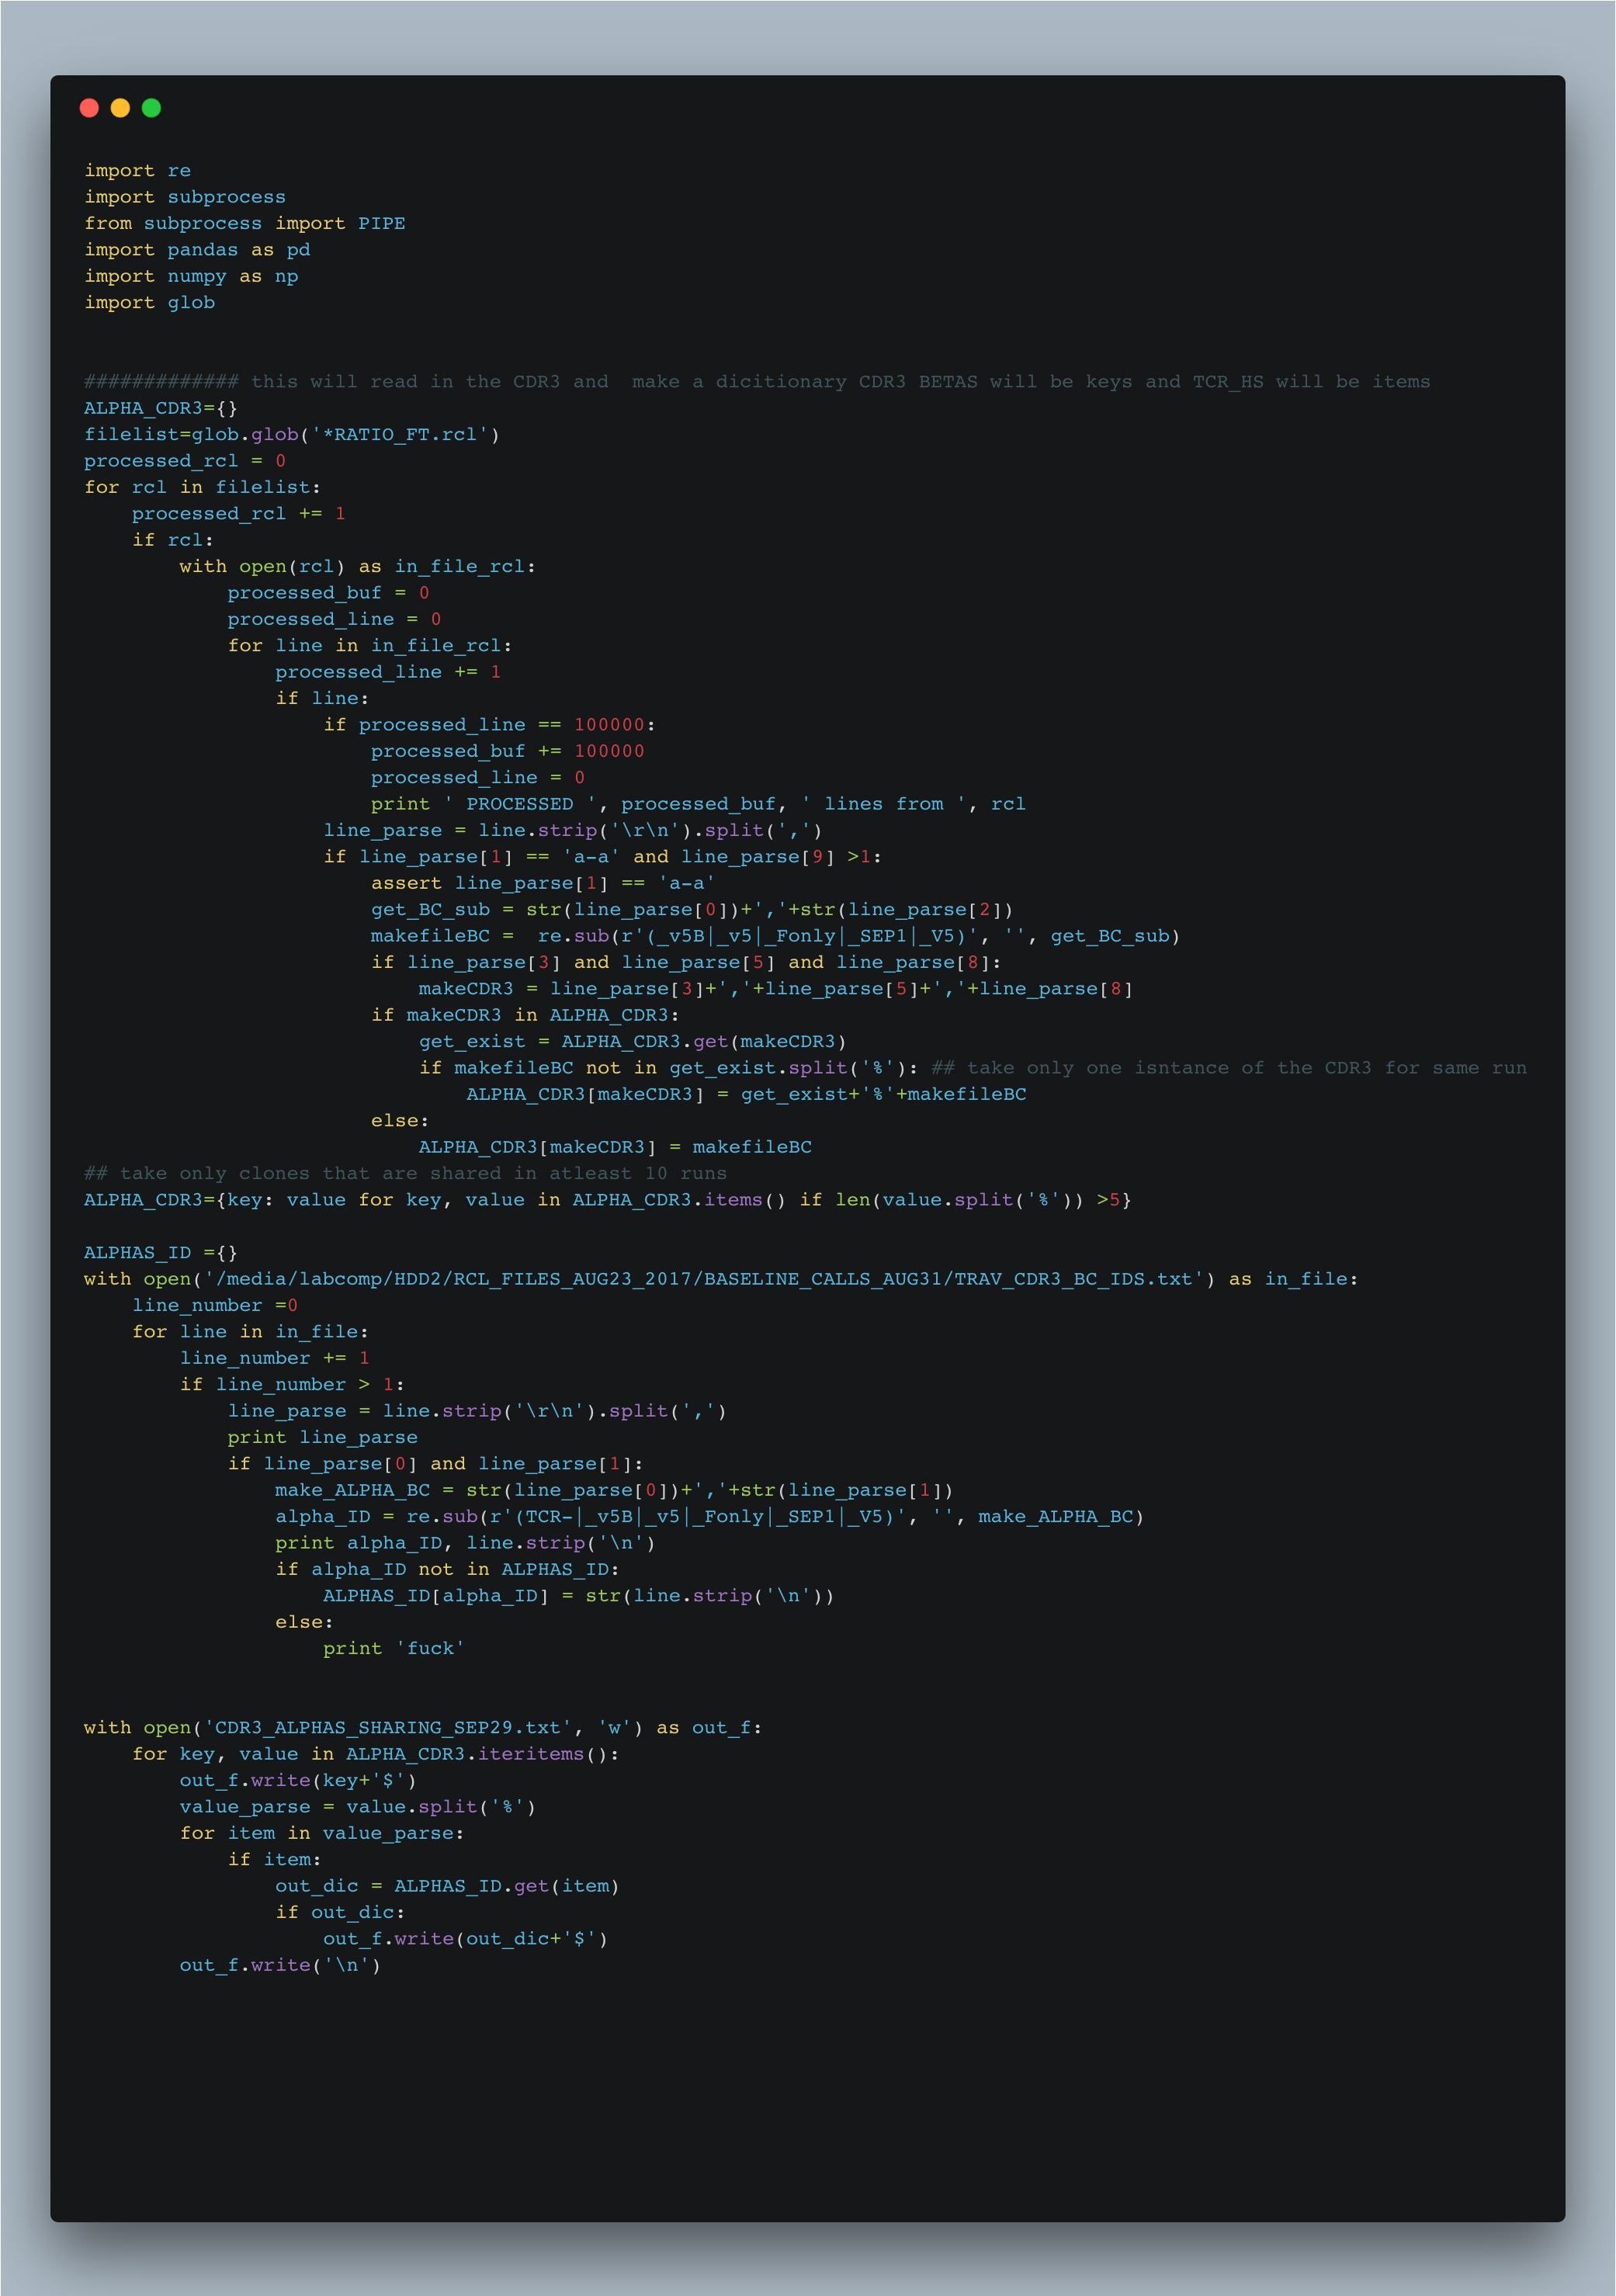 import re
import subprocess
from subprocess import PIPE
import pandas as pd
import numpy as np
import glob
############# this will read in the CDR3 and  make a dicitionary CDR3 BETAS will be keys and TCR_HS will be items
ALPHA_CDR3={}
filelist=glob.glob('*RATIO_FT.rcl')
processed_rcl = 0
for rcl in filelist:
    processed_rcl += 1
    if rcl:
        with open(rcl) as in_file_rcl:
            processed_buf = 0
            processed_line = 0
            for line in in_file_rcl:
                processed_line += 1
                if line:
                    if processed_line == 100000:
                        processed_buf += 100000
                        processed_line = 0
                        print ' PROCESSED ', processed_buf, ' lines from ', rcl
                    line_parse = line.strip('\r\n').split(',')
                    if line_parse[1] == 'a-a' and line_parse[9] >1:
                        assert line_parse[1] == 'a-a'
                        get_BC_sub = str(line_parse[0])+','+str(line_parse[2])
                        makefileBC =  re.sub(r'(_v5B|_v5|_Fonly|_SEP1|_V5)', '', get_BC_sub)
                        if line_parse[3] and line_parse[5] and line_parse[8]:
                            makeCDR3 = line_parse[3]+','+line_parse[5]+','+line_parse[8]
                        if makeCDR3 in ALPHA_CDR3:
                            get_exist = ALPHA_CDR3.get(makeCDR3)
                            if makefileBC not in get_exist.split('%'): ## take only one isntance of the CDR3 for same run
                                ALPHA_CDR3[makeCDR3] = get_exist+'%'+makefileBC
                        else:
                            ALPHA_CDR3[makeCDR3] = makefileBC
## take only clones that are shared in atleast 10 runs
ALPHA_CDR3={key: value for key, value in ALPHA_CDR3.items() if len(value.split('%')) >5}
ALPHAS_ID ={}
with open('/media/labcomp/HDD2/RCL_FILES_AUG23_2017/BASELINE_CALLS_AUG31/TRAV_CDR3_BC_IDS.txt') as in_file:
    line_number =0
    for line in in_file:
        line_number += 1
        if line_number > 1:
            line_parse = line.strip('\r\n').split(',')
            print line_parse
            if line_parse[0] and line_parse[1]:
                make_ALPHA_BC = str(line_parse[0])+','+str(line_parse[1])
                alpha_ID = re.sub(r'(TCR-|_v5B|_v5|_Fonly|_SEP1|_V5)', '', make_ALPHA_BC)
                print alpha_ID, line.strip('\n')
                if alpha_ID not in ALPHAS_ID:
                    ALPHAS_ID[alpha_ID] = str(line.strip('\n'))
                else:
                    print 'fuck'
with open('CDR3_ALPHAS_SHARING_SEP29.txt', 'w') as out_f:
    for key, value in ALPHA_CDR3.iteritems():
        out_f.write(key+'$')
        value_parse = value.split('%')
        for item in value_parse:
            if item:
                out_dic = ALPHAS_ID.get(item)
                if out_dic:
                    out_f.write(out_dic+'$')
        out_f.write('\n')